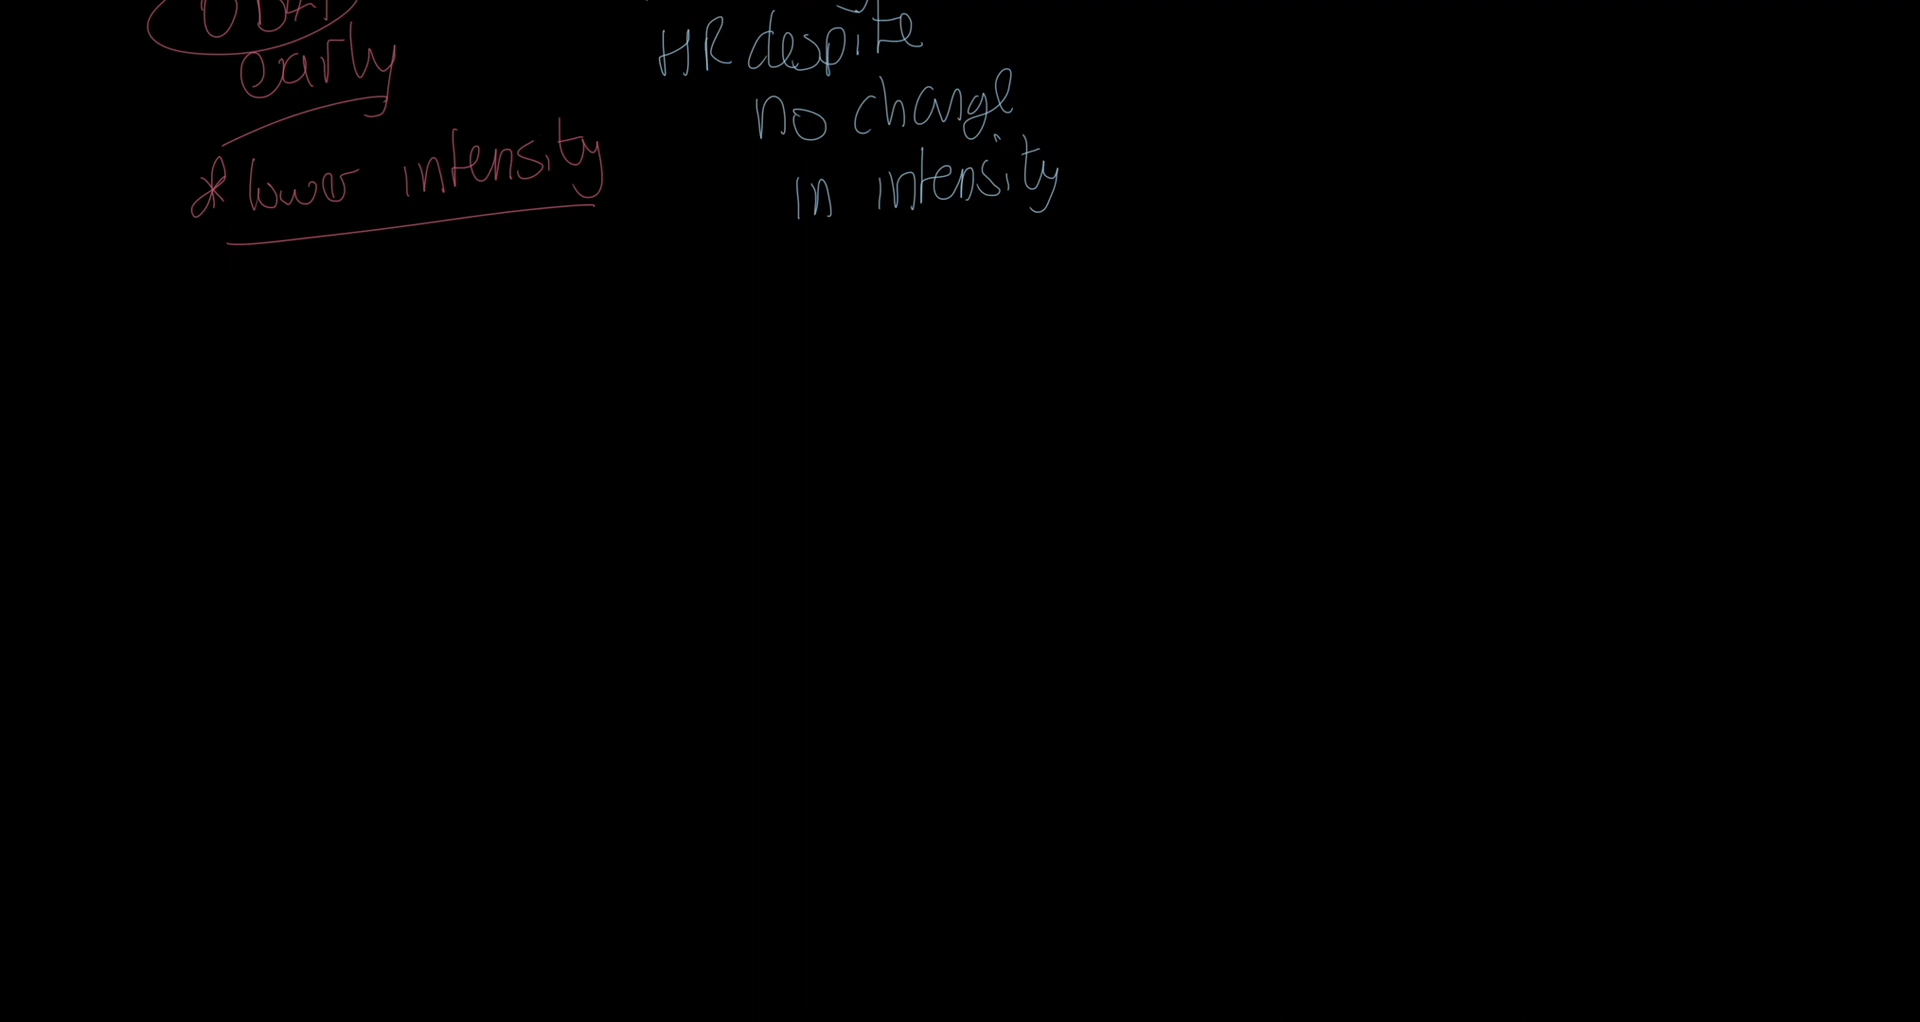 early
* lower intensity
HR despite
no change
in intensity